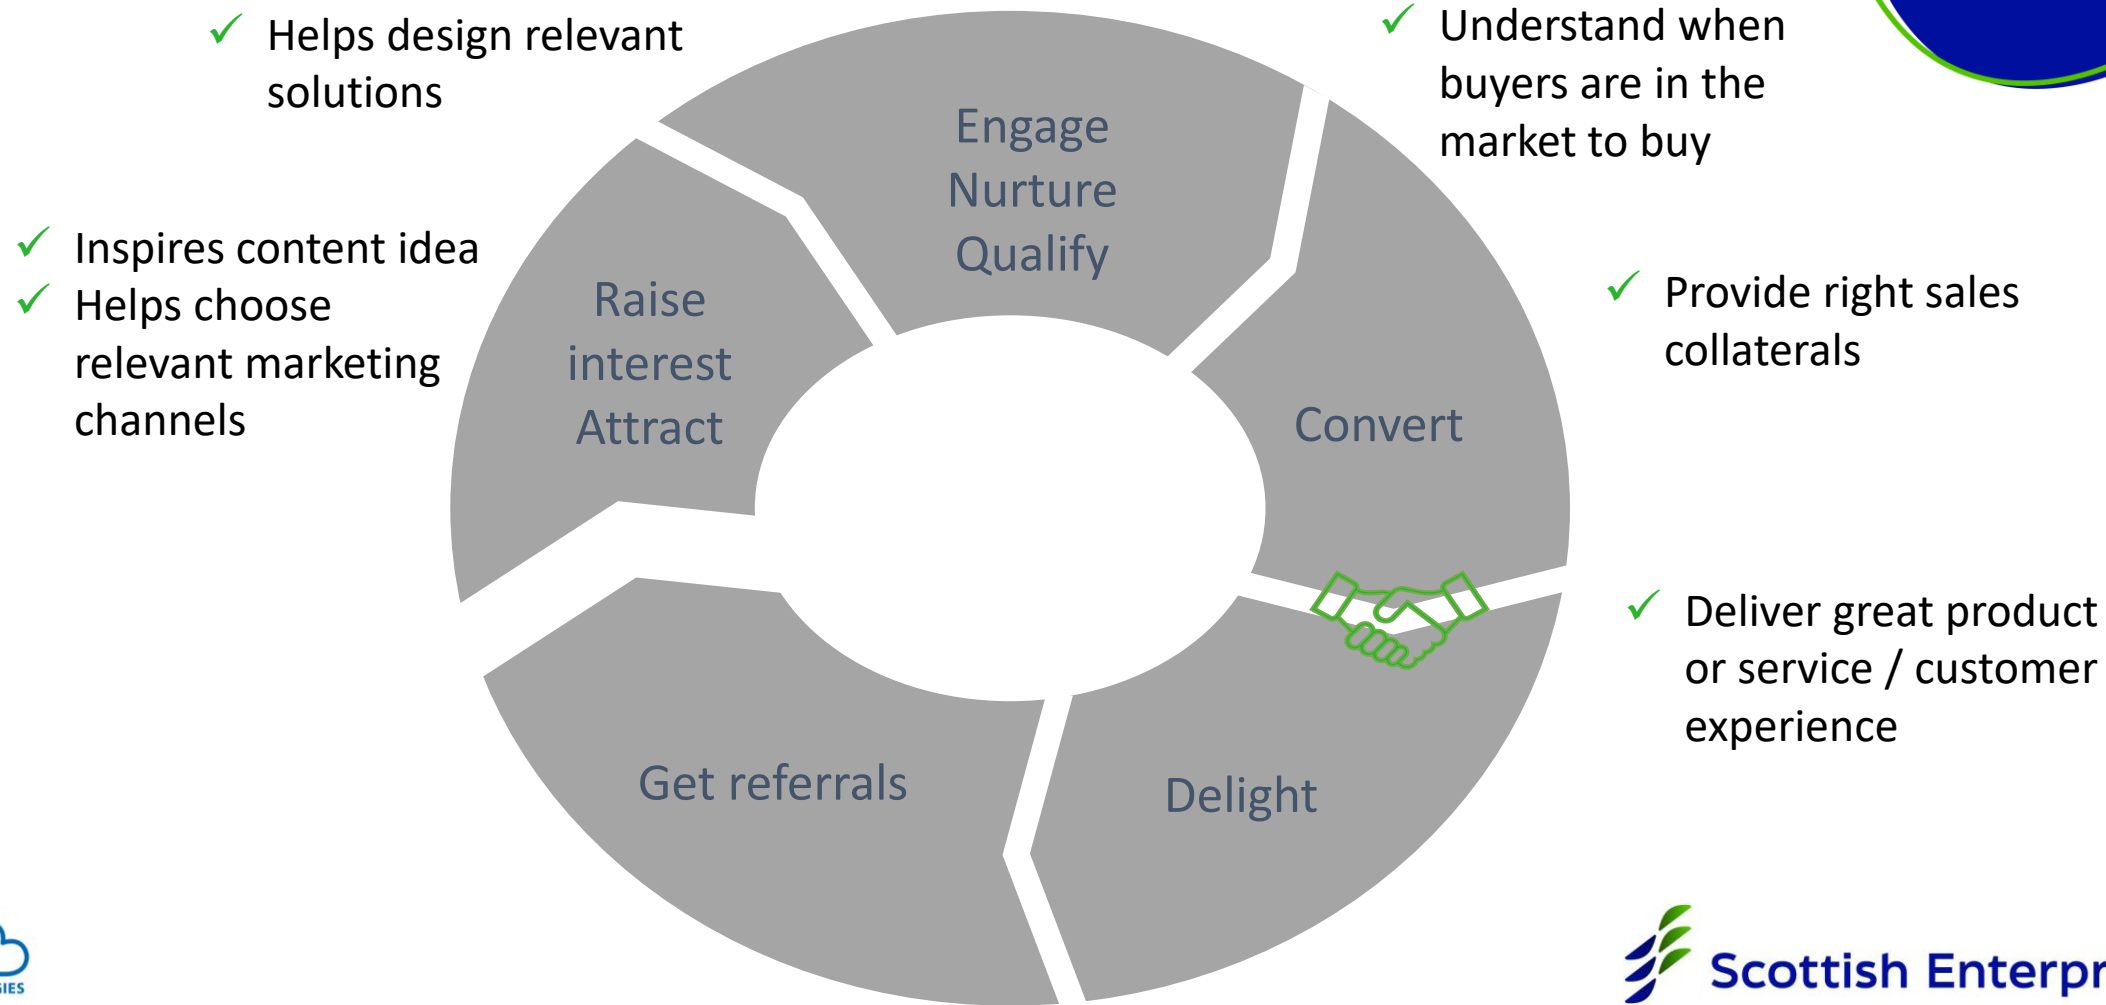 Helps design relevant
solutions
Understand when
buyers are in the
market to buy
Engage
Nurture
Qualify
Inspires content idea
Helps choose
relevant marketing
channels
Raise
interest
Attract
Provide right sales
collaterals
Convert
Deliver great product
or service / customer
experience
Get referrals
Delight
Scottish Enterpr